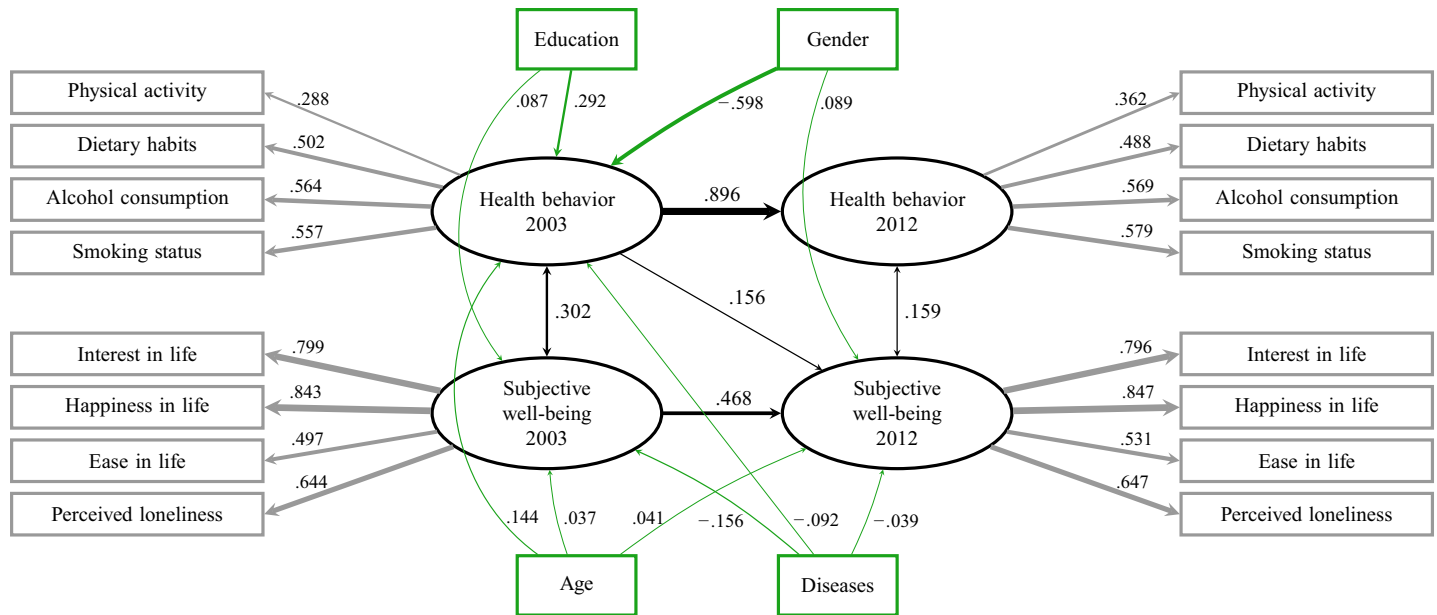 Education
Gender
Physical activity
.288
.087
.292
−.598
.089
.362
Physical activity
Dietary habits
.502
.488
Dietary habits
Alcohol consumption
.564
Health behavior
2003
.896
Health behavior
2012
.569
Alcohol consumption
Smoking status
.557
.579
Smoking status
.302
.156
.159
Interest in life
.799
.796
Interest in life
Happiness in life
.843
Subjective
well-being
2003
.468
Subjective
well-being
2012
.847
Happiness in life
Ease in life
.497
.531
Ease in life
Perceived loneliness
.644
.647
Perceived loneliness
.144
.037
.041
−.156
−.092
−.039
Age
Diseases